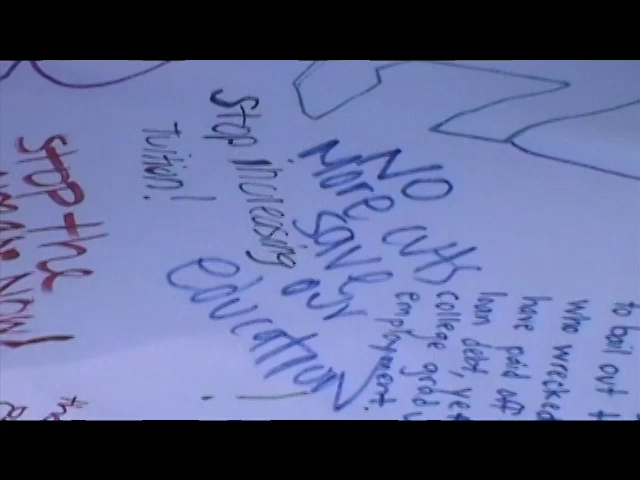 Stop increasing
Tuition!
NO
More cuts
save
our
education!
STOP the
NOW!
to bail out
who wrecked
have paid off
debt, yet
college grad
employment.